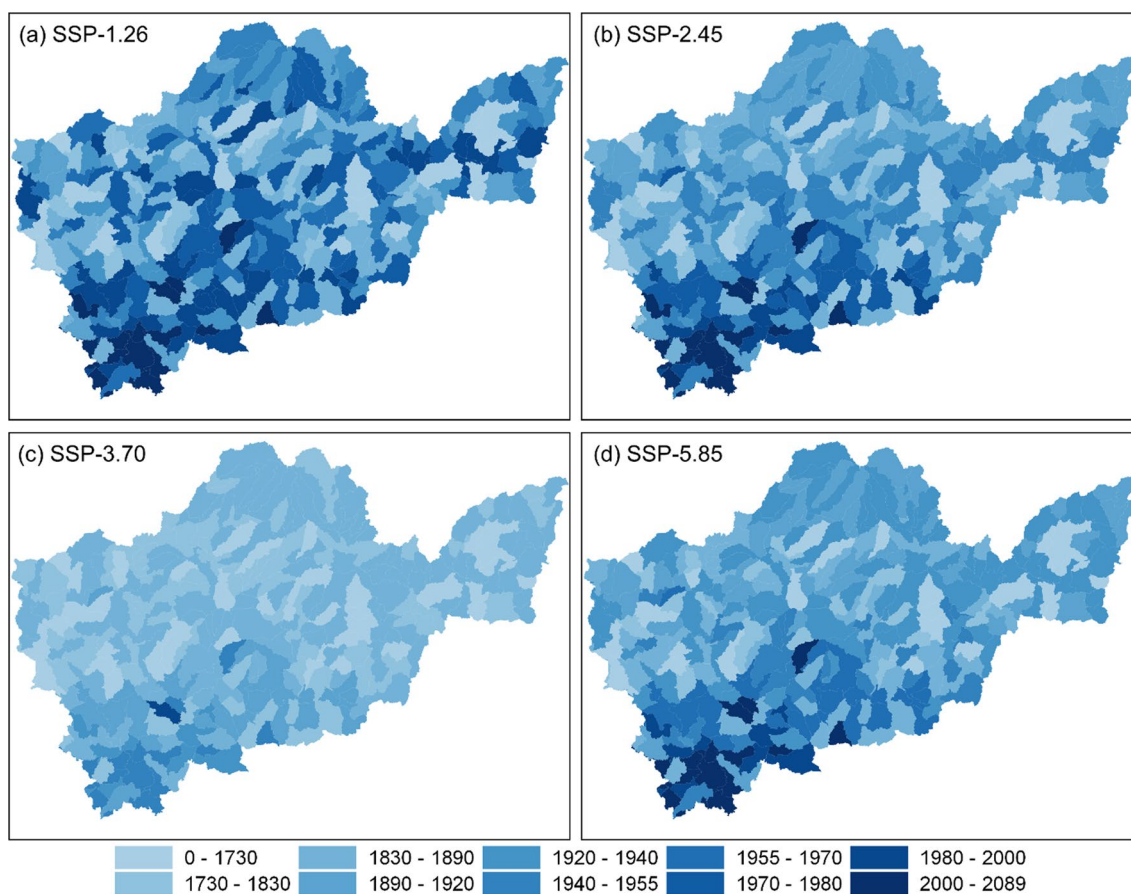 (a) SSP-1.26
(b) SSP-2.45
(c) SSP-3.70
(d) SSP-5.85
0 - 1730
1830 - 1890
1920 - 1940
1955 - 1970
1980 - 2000
1730 - 1830
1890 - 1920
1940 - 1955
1970 - 1980
2000 - 2089